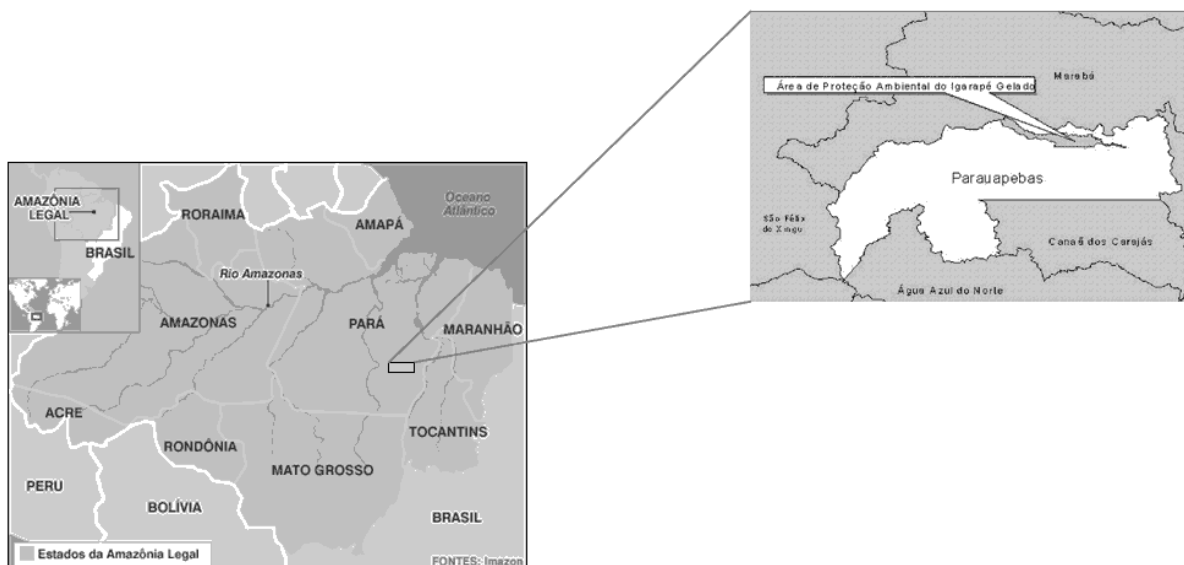 Marabá
Área de Proteção Ambiental do Igarapé Gelado
Parauapebas
São Félix
do Xingu
Canaã dos Carajás
Água Azul do Norte
AMAZÔNIA
LEGAL
BRASIL
RORAIMA
AMAPÁ
Oceano
Atlântico
Rio Amazonas
AMAZONAS
PARÁ
MARANHÃO
ACRE
RONDÔNIA
TOCANTINS
MATO GROSSO
PERU
BOLÍVIA
BRASIL
Estados da Amazônia Legal
FONTES: Imazon